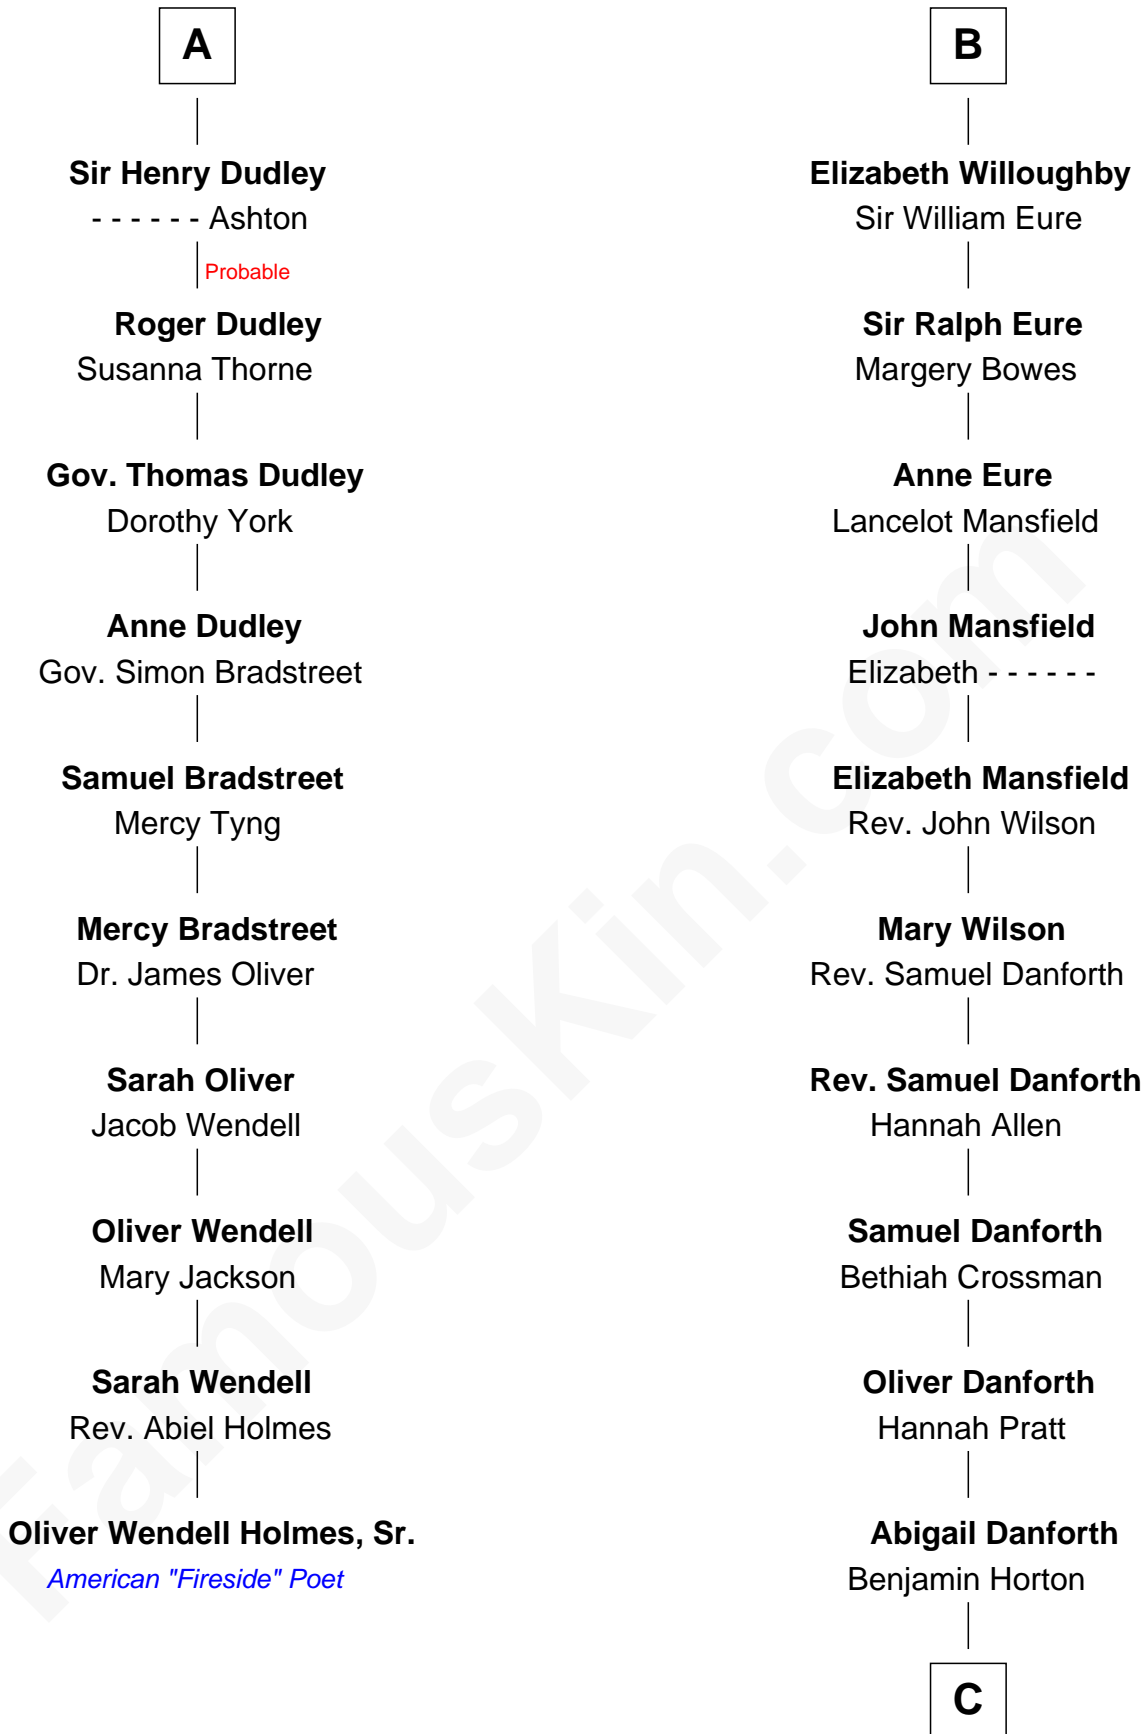 A
Sir Henry Dudley
- - - - - - Ashton
Probable
Roger Dudley
Susanna Thorne
Gov. Thomas Dudley
Dorothy York
Anne Dudley
Gov. Simon Bradstreet
Samuel Bradstreet
Mercy Tyng
Mercy Bradstreet
Dr. James Oliver
Sarah Oliver
Jacob Wendell
Oliver Wendell
Mary Jackson
Sarah Wendell
Rev. Abiel Holmes
Oliver Wendell Holmes, Sr.
American "Fireside" Poet
B
Elizabeth Willoughby
Sir William Eure
Sir Ralph Eure
Margery Bowes
Anne Eure
Lancelot Mansfield
John Mansfield
Elizabeth - - - - - -
Elizabeth Mansfield
Rev. John Wilson
Mary Wilson
Rev. Samuel Danforth
Rev. Samuel Danforth
Hannah Allen
Samuel Danforth
Bethiah Crossman
Oliver Danforth
Hannah Pratt
Abigail Danforth
Benjamin Horton
C
FamousKin.com